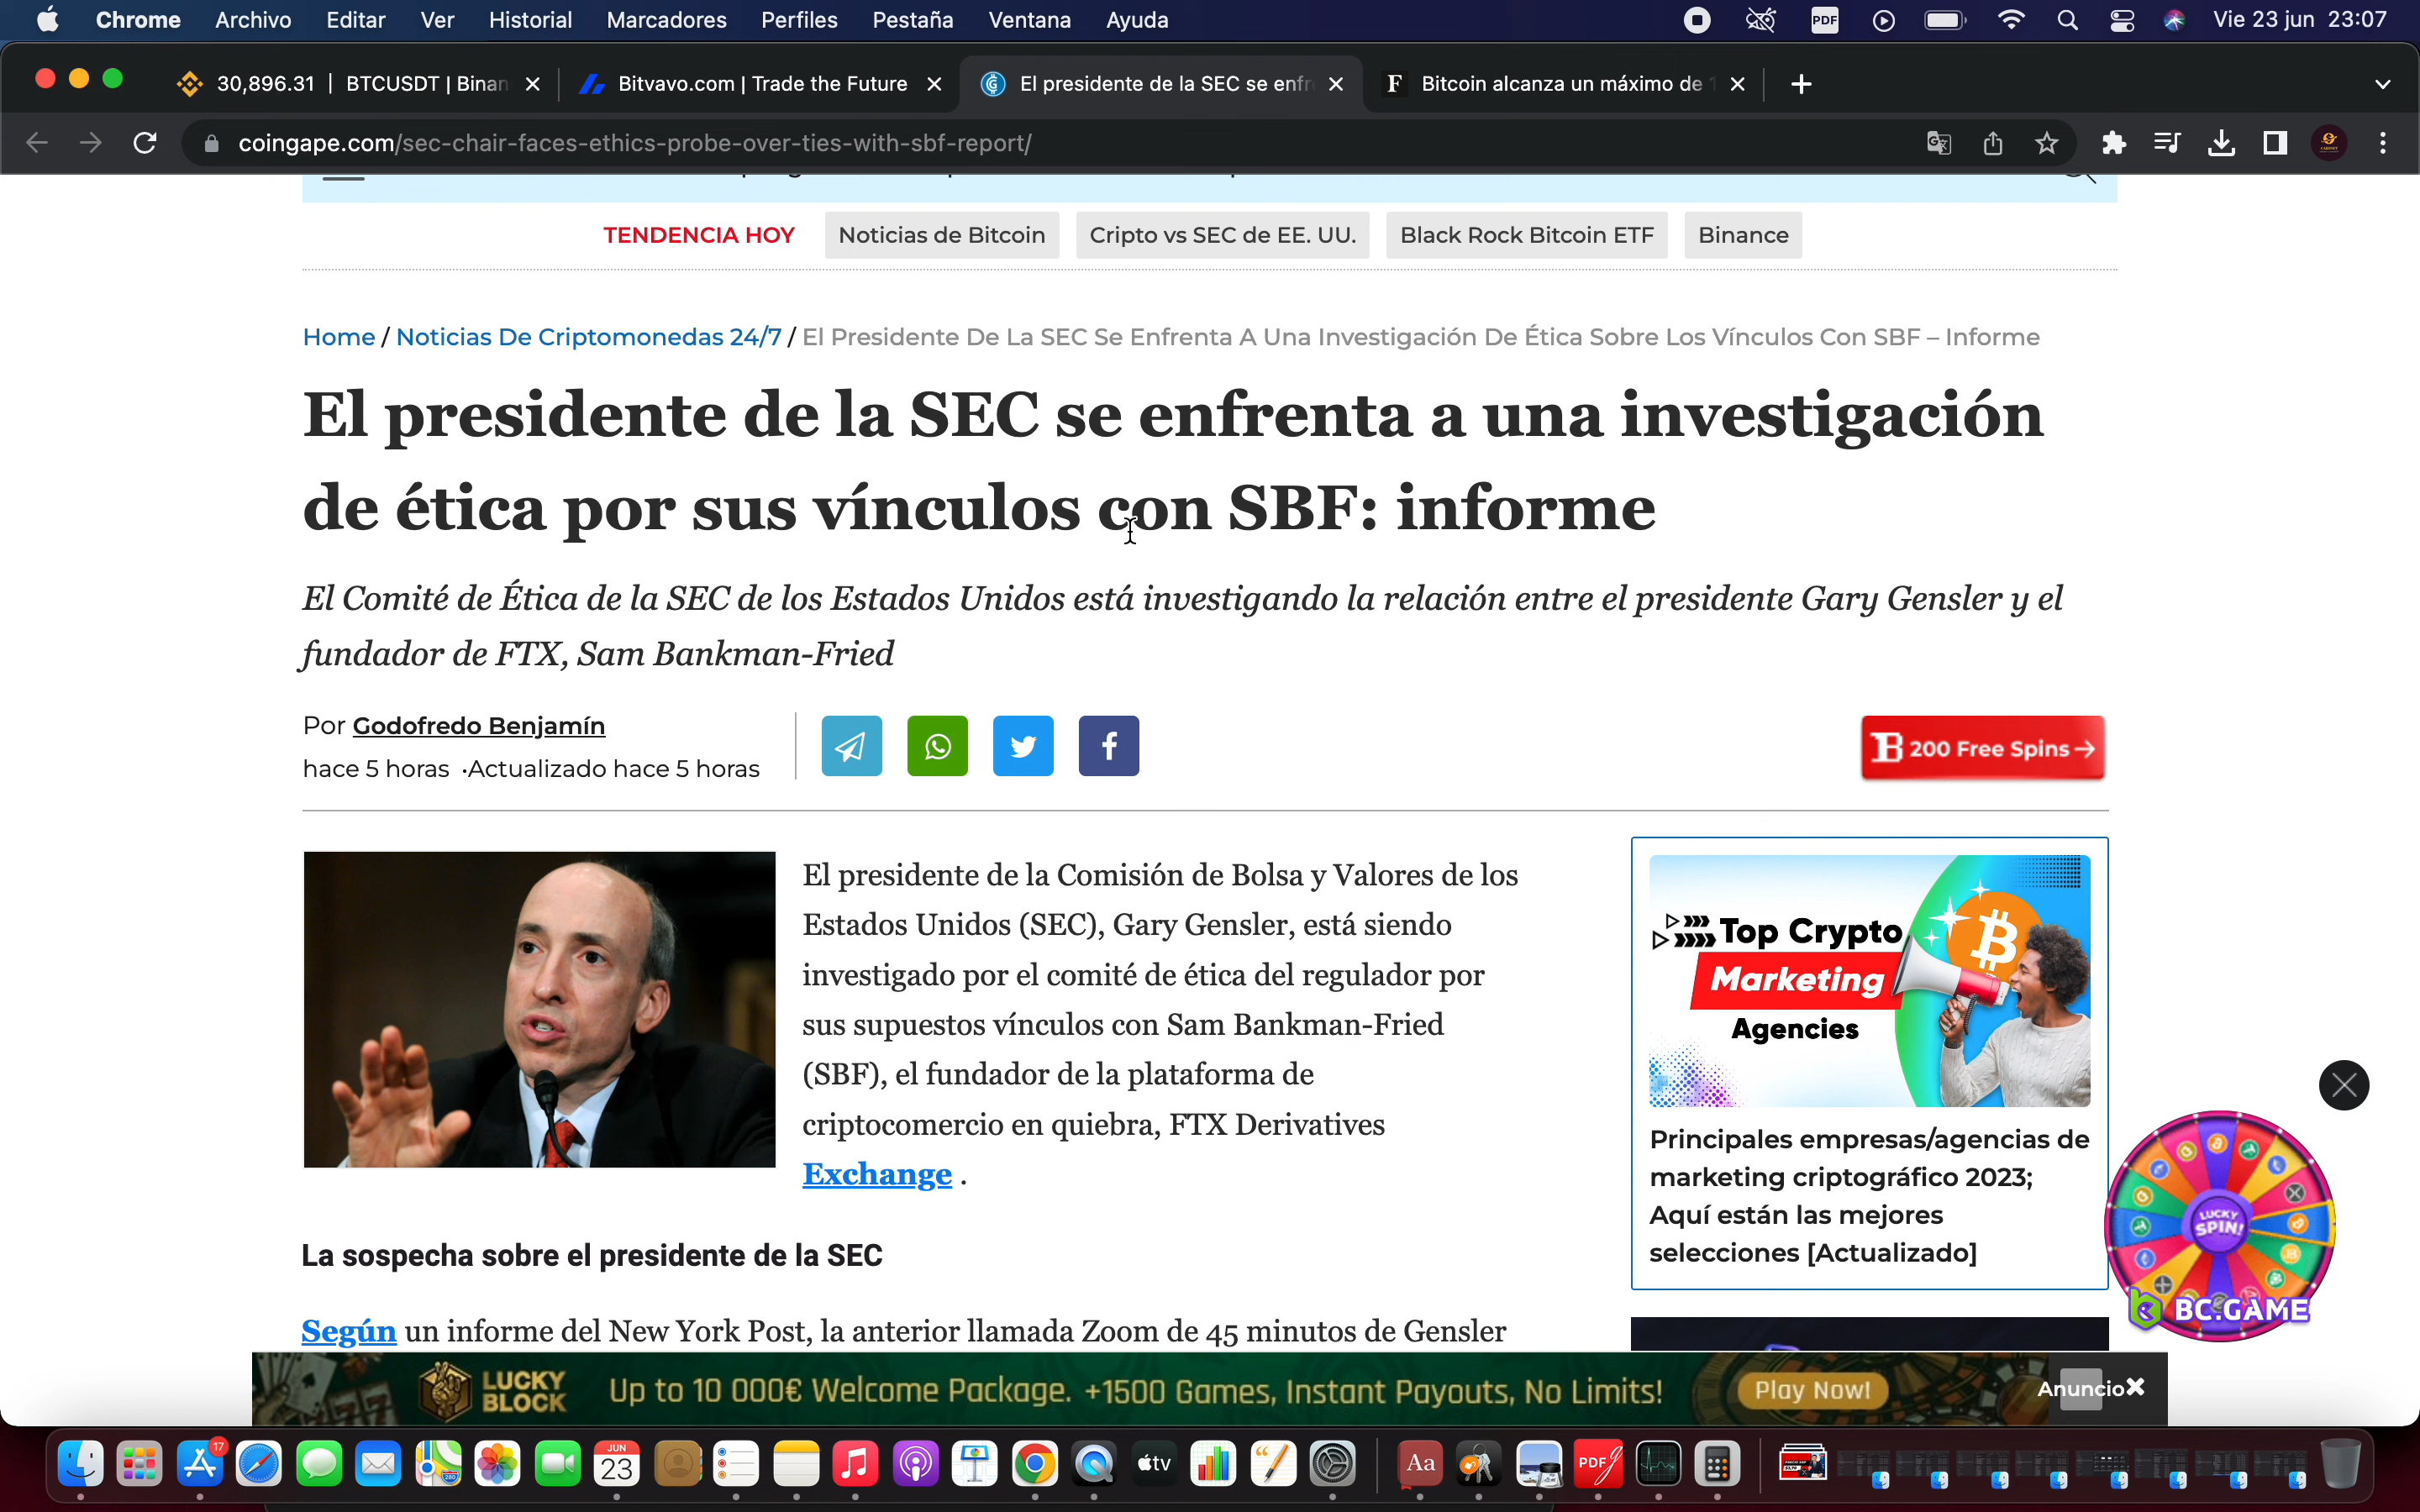 Chrome Archivo Editar Ver Historial Marcadores Perfiles Pestaña Ventana Ayuda
PDF
Vie 23 jun 23:07
30,896.31 | BTCUSDT | Binan
Bitvavo.com | Trade the Future
El presidente de la SEC se enfr
F Bitcoin alcanza un máximo de 1
coingape.com/sec-chair-faces-ethics-probe-over-ties-with-sbf-report/
TENDENCIA HOY
Noticias de Bitcoin
Cripto vs SEC de EE. UU.
Black Rock Bitcoin ETF
Binance
Home / Noticias De Criptomonedas 24/7 / El Presidente De La SEC Se Enfrenta A Una Investigación De Ética Sobre Los Vínculos Con SBF – Informe
El presidente de la SEC se enfrenta a una investigación
de ética por sus vínculos con SBF: informe
El Comité de Ética de la SEC de los Estados Unidos está investigando la relación entre el presidente Gary Gensler y el
fundador de FTX, Sam Bankman-Fried
Por Godofredo Benjamín
hace 5 horas ·Actualizado hace 5 horas
B 200 Free Spins →
El presidente de la Comisión de Bolsa y Valores de los
Estados Unidos (SEC), Gary Gensler, está siendo
investigado por el comité de ética del regulador por
sus supuestos vínculos con Sam Bankman-Fried
(SBF), el fundador de la plataforma de
criptocomercio en quiebra, FTX Derivatives
Exchange .
Top Crypto
Marketing
Agencies
Principales empresas/agencias de
marketing criptográfico 2023;
Aquí están las mejores
selecciones [Actualizado]
LUCKY
SPIN!
BC.GAME
La sospecha sobre el presidente de la SEC
Según un informe del New York Post, la anterior llamada Zoom de 45 minutos de Gensler
LUCKY
BLOCK
Up to 10 000€ Welcome Package. +1500 Games, Instant Payouts, No Limits!
Play Now!
Anuncio
17
280
JUN
23
tv
Aa
PDF